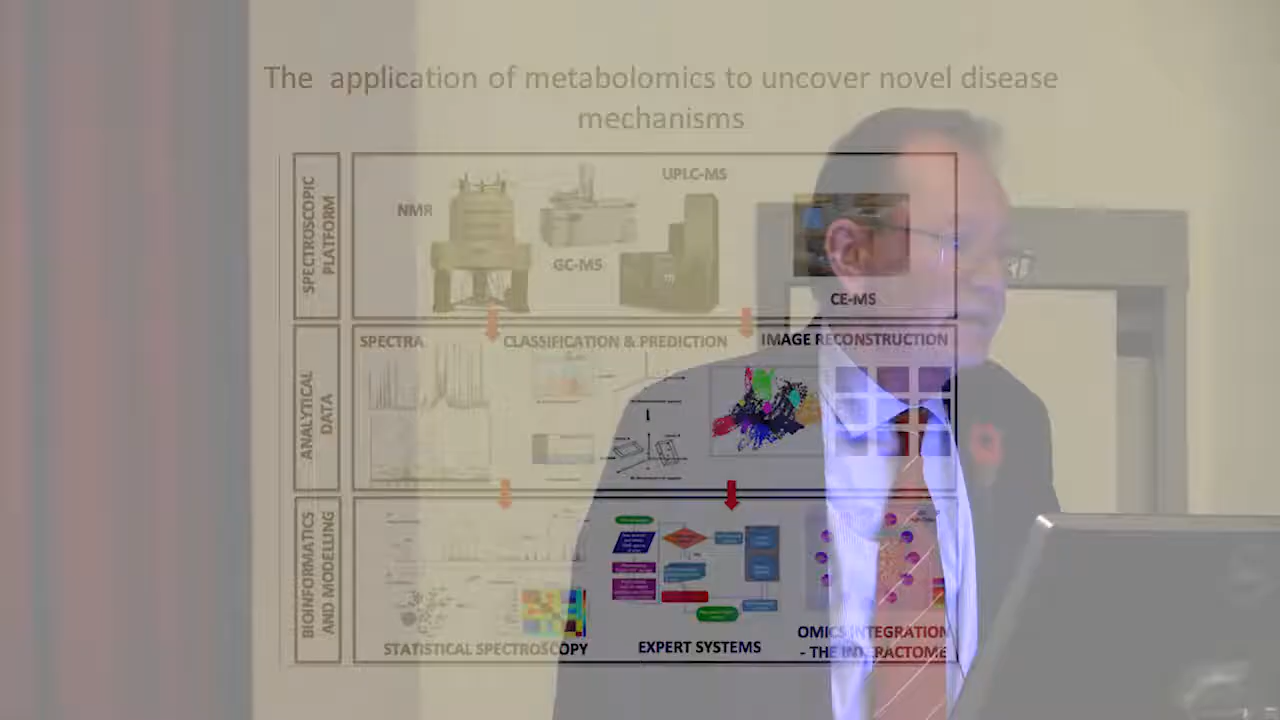 The application of metabolomics to uncover novel disease
mechanisms
SPECTROSCOPIC
PLATFORM
NMR
GC-MS
UPLC-MS
CE-MS
ANALYTICAL
DATA
SPECTRA
CLASSIFICATION & PREDICTION
IMAGE RECONSTRUCTION
BIOINFORMATICS
AND MODELLING
STATISTICAL SPECTROSCOPY
EXPERT SYSTEMS
OMICS INTEGRATION
- THE INTERACTOME